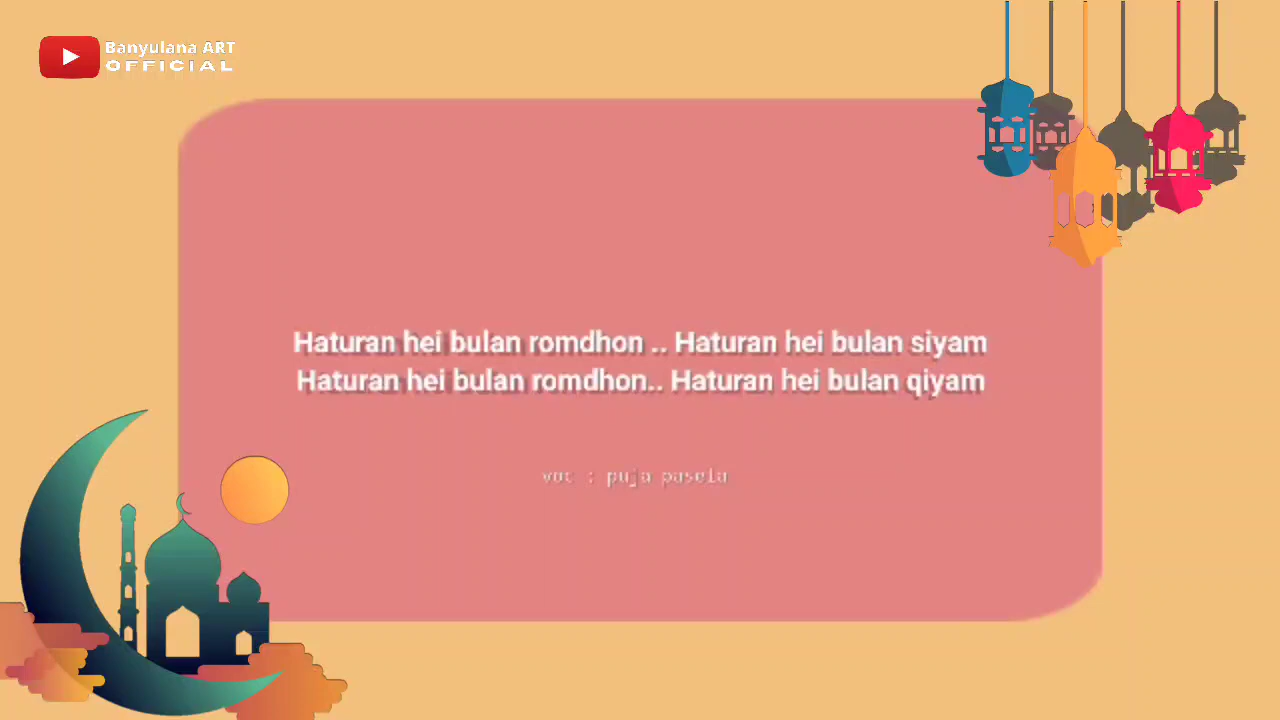 Banyulana ART
OFFICIAL
Haturan hei bulan romdhon .. Haturan hei bulan siyam
Haturan hei bulan romdhon.. Haturan hei bulan qiyam
voc : puja pasela